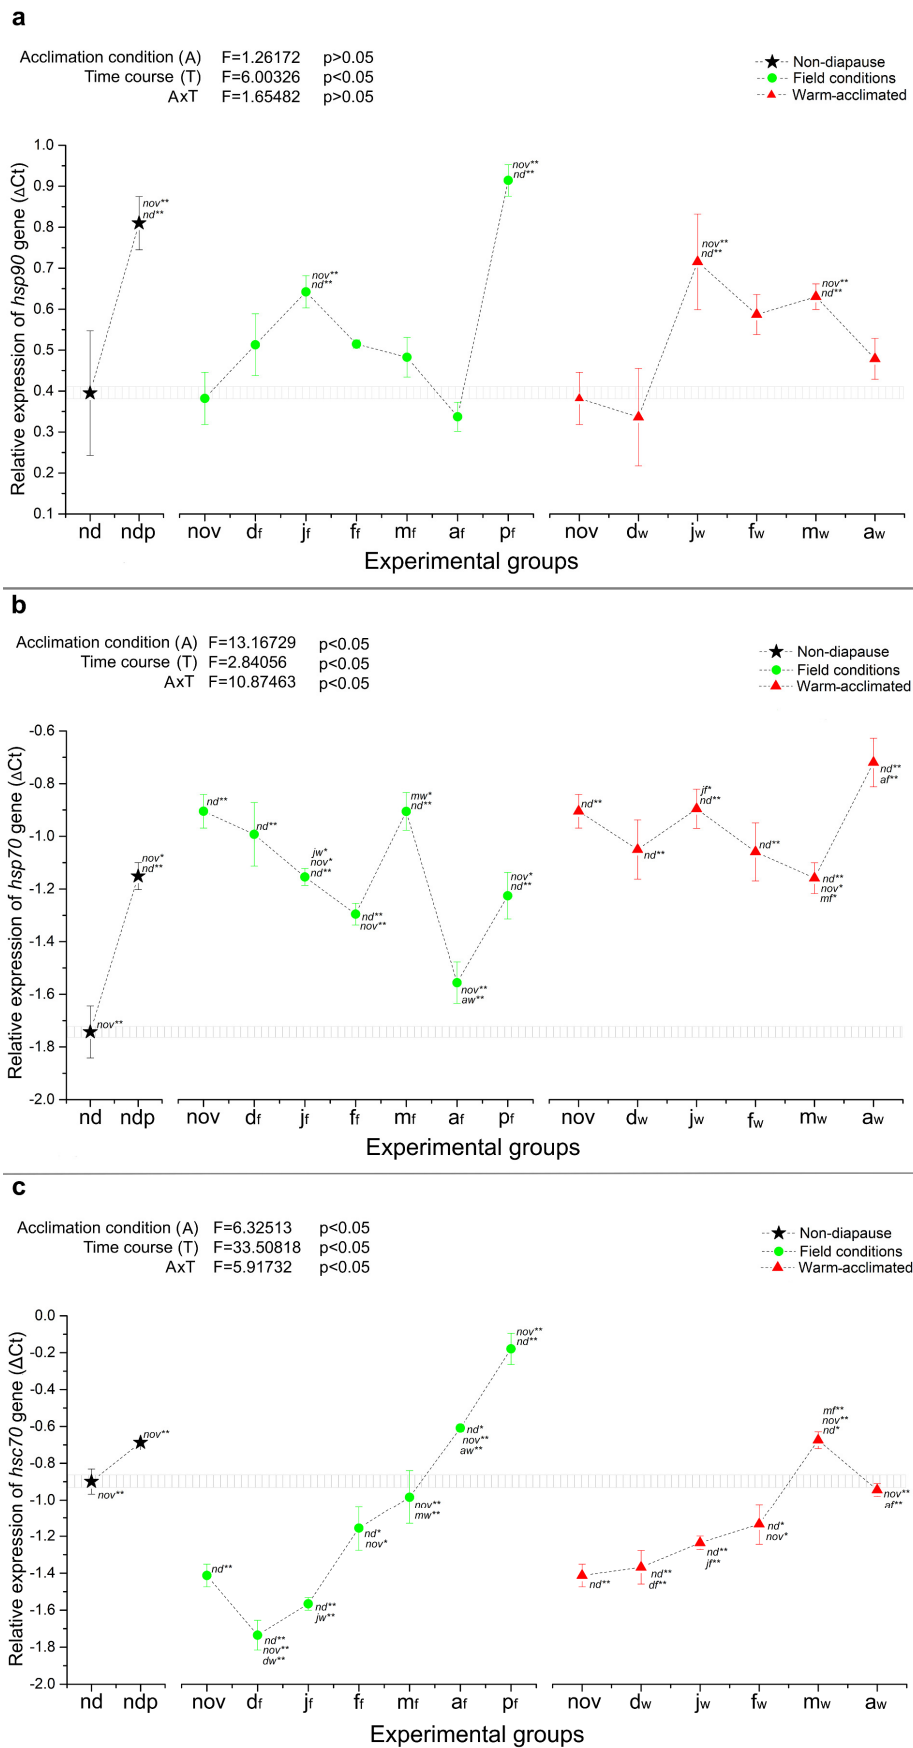 a
Acclimation condition (A) F=1.26172 p>0.05
Time course (T) F=6.00326 p<0.05
AxT F=1.65482 p>0.05
Non-diapause
Field conditions
Warm-acclimated
Relative expression of hsp90 gene (ΔCt)
1.0
0.9
0.8
0.7
0.6
0.5
0.4
0.3
0.2
0.1
nov**
nd**
nov**
nd**
nov**
nd**
nov**
nd**
nov**
nd**
nd ndp nov df jf ff mf af pf nov dw jw fw mw aw
Experimental groups
b
Acclimation condition (A) F=13.16729 p<0.05
Time course (T) F=2.84056 p<0.05
AxT F=10.87463 p<0.05
Non-diapause
Field conditions
Warm-acclimated
Relative expression of hsp70 gene (ΔCt)
-0.6
-0.8
-1.0
-1.2
-1.4
-1.6
-1.8
-2.0
nov**
nov*
nd**
nd**
nd**
jw*
nov*
nd**
nd**
nov**
mw*
nd**
nov**
aw**
nov*
nd**
nd**
nd**
jf*
nd**
nd**
nd**
nov*
mf*
nd**
af**
nd ndp nov df jf ff mf af pf nov dw jw fw mw aw
Experimental groups
c
Acclimation condition (A) F=6.32513 p<0.05
Time course (T) F=33.50818 p<0.05
AxT F=5.91732 p<0.05
Non-diapause
Field conditions
Warm-acclimated
Relative expression of hsc70 gene (ΔCt)
0.0
-0.2
-0.4
-0.6
-0.8
-1.0
-1.2
-1.4
-1.6
-1.8
-2.0
nov**
nov**
nd**
nd**
nov**
dw**
nd**
jw**
nd*
nov*
nov**
mw**
nd*
nov**
aw**
nov**
nd**
nd**
nd**
df**
nd**
jf**
nd*
nov*
mf**
nov**
nd*
nov**
af**
nd ndp nov df jf ff mf af pf nov dw jw fw mw aw
Experimental groups